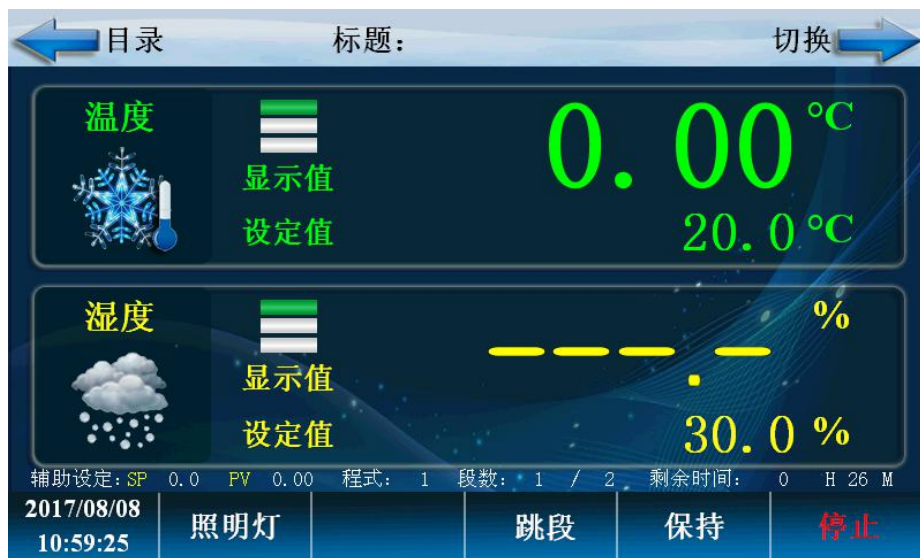 目录 标题： 切换
温度
0.00 ℃
显示值
设定值 20.0 ℃
湿度
---.- %
显示值
设定值 30.0 %
辅助设定:SP 0.0 PV 0.00 程式： 1 段数： 1 / 2 剩余时间： 0 H 26 M
2017/08/08
10:59:25
照明灯 跳段 保持 停止